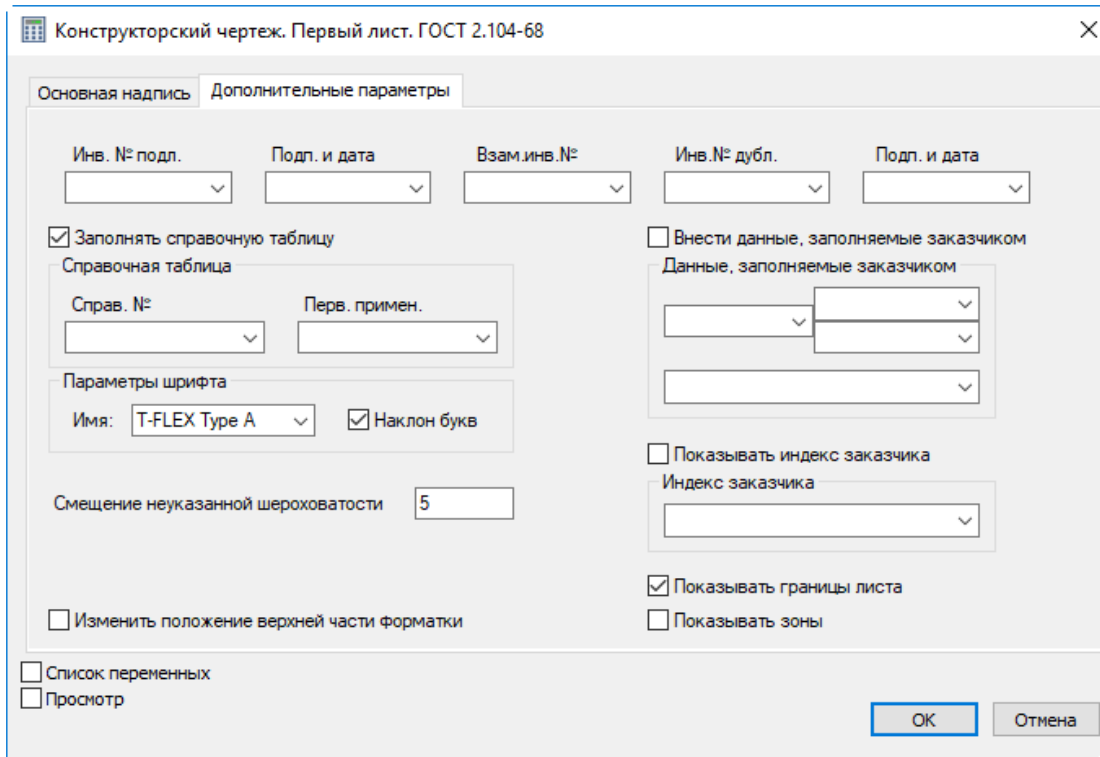 Конструкторский чертеж. Первый лист. ГОСТ 2.104-68
Основная надпись Дополнительные параметры
Инв. № подл. Подп. и дата Взам.инв.№ Инв.№ дубл. Подп. и дата
Заполнять справочную таблицу
Справочная таблица
Справ. № Перв. примен.
Параметры шрифта
Имя: T-FLEX Type A Наклон букв
Смещение неуказанной шероховатости 5
Изменить положение верхней части форматки
Внести данные, заполняемые заказчиком
Данные, заполняемые заказчиком
Показывать индекс заказчика
Индекс заказчика
Показывать границы листа
Показывать зоны
Список переменных
Просмотр
ОК Отмена